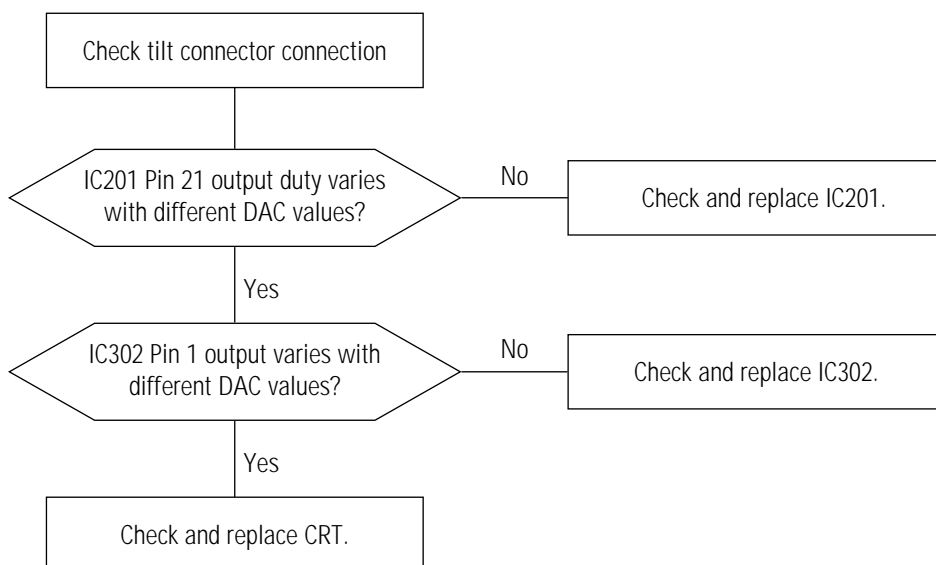 Check tilt connector connection
IC201 Pin 21 output duty varies
with different DAC values?
No
Check and replace IC201.
Yes
IC302 Pin 1 output varies with
different DAC values?
No
Check and replace IC302.
Yes
Check and replace CRT.